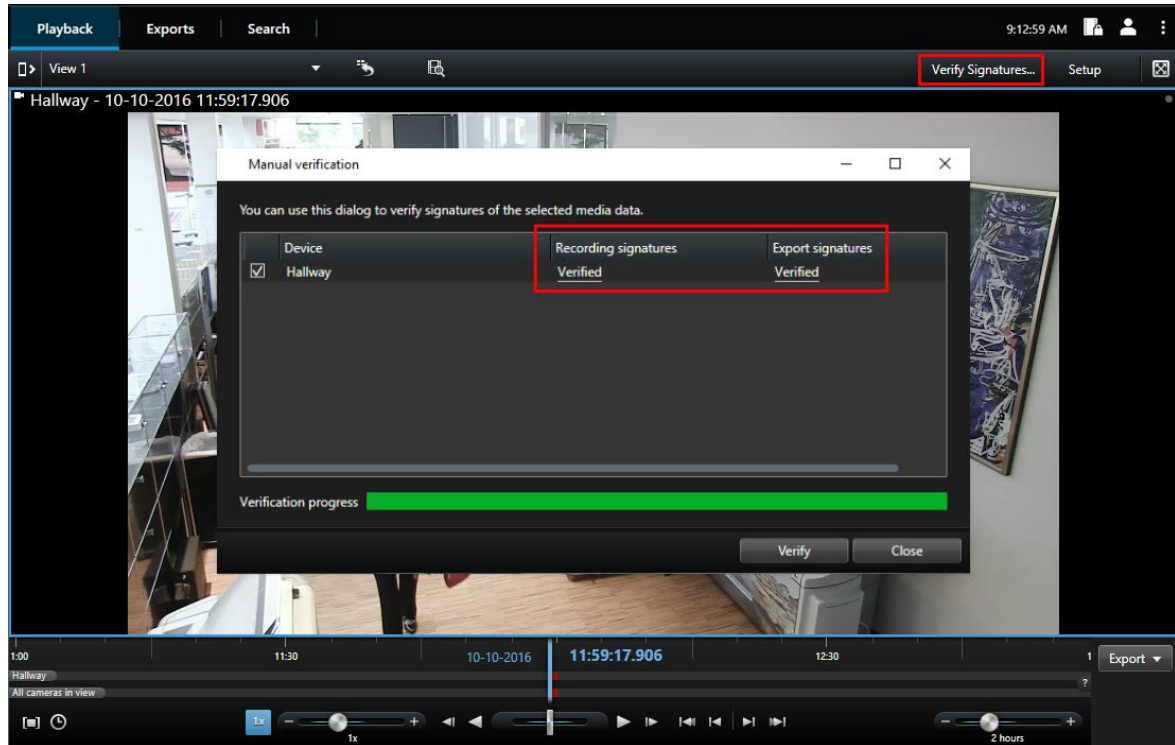 Playback Exports Search 9:12:59 AM
View 1 Verify Signatures... Setup
Hallway - 10-10-2016 11:59:17.906
Manual verification
You can use this dialog to verify signatures of the selected media data.
Device Recording signatures Export signatures
Hallway Verified Verified
Verification progress
Verify Close
1:00 11:30 10-10-2016 11:59:17.906 12:30 1 Export
Hallway ?
All cameras in view
1x
1x 2 hours